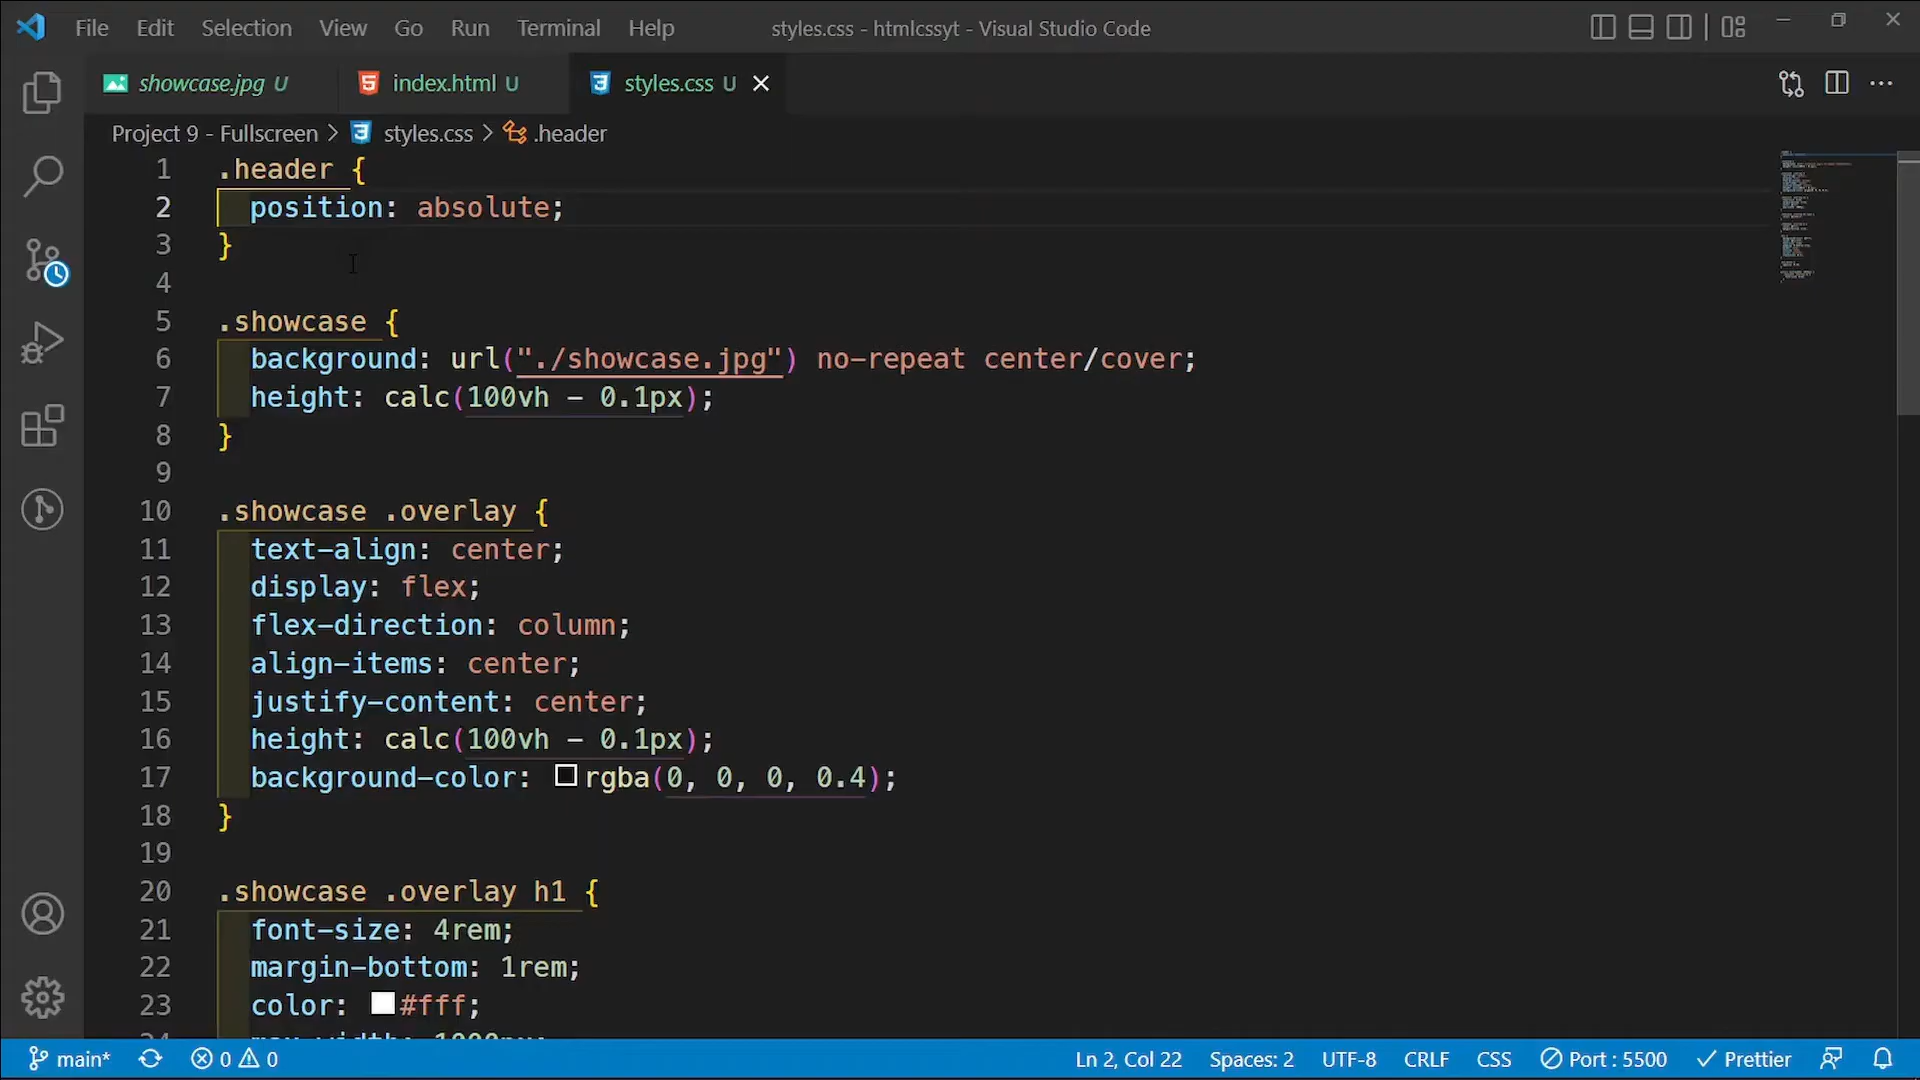 File Edit Selection View Go Run Terminal Help styles.css - htmlcssyt - Visual Studio Code
showcase.jpg U index.html U styles.css U
Project 9 - Fullscreen > styles.css > .header
1 .header {
2 position: absolute;
3 }
4
5 .showcase {
6 background: url("./showcase.jpg") no-repeat center/cover;
7 height: calc(100vh - 0.1px);
8 }
9
10 .showcase .overlay {
11 text-align: center;
12 display: flex;
13 flex-direction: column;
14 align-items: center;
15 justify-content: center;
16 height: calc(100vh - 0.1px);
17 background-color: rgba(0, 0, 0, 0.4);
18 }
19
20 .showcase .overlay h1 {
21 font-size: 4rem;
22 margin-bottom: 1rem;
23 color: #fff;
main* 0 0 Ln 2, Col 22 Spaces: 2 UTF-8 CRLF CSS Port : 5500 Prettier